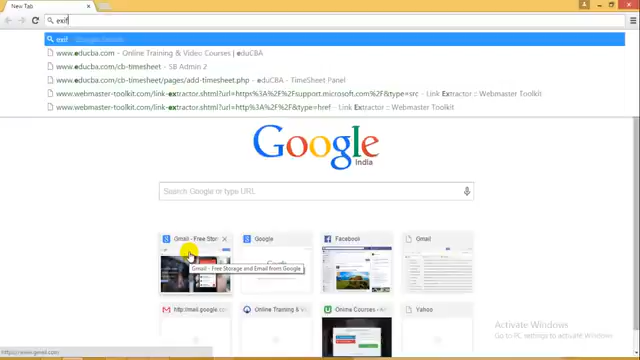 New Tab
exif
exif - Google Search
www.educba.com - Online Training & Video Courses | eduCBA
www.educba.com/cb-timesheet - SB Admin 2
www.educba.com/cb-timesheet/pages/add-timesheet.php - eduCBA - TimeSheet Panel
www.webmaster-toolkit.com/link-extractor.shtml?url=https%3A%2F%2Fsupport.microsoft.com%2F&type=src - Link Extractor :: Webmaster Toolkit
www.webmaster-toolkit.com/link-extractor.shtml?url=http%3A%2F%2F&type=href - Link Extractor :: Webmaster Toolkit
Google
India
Search Google or type URL
Gmail - Free Stor
Google
Facebook
Gmail
Gmail - Free Storage and Email from Google
http://mail.google.co
Online Training & V
Online Courses - A
Yahoo
Activate Windows
Go to PC settings to activate Windows.
https://www.gmail.com